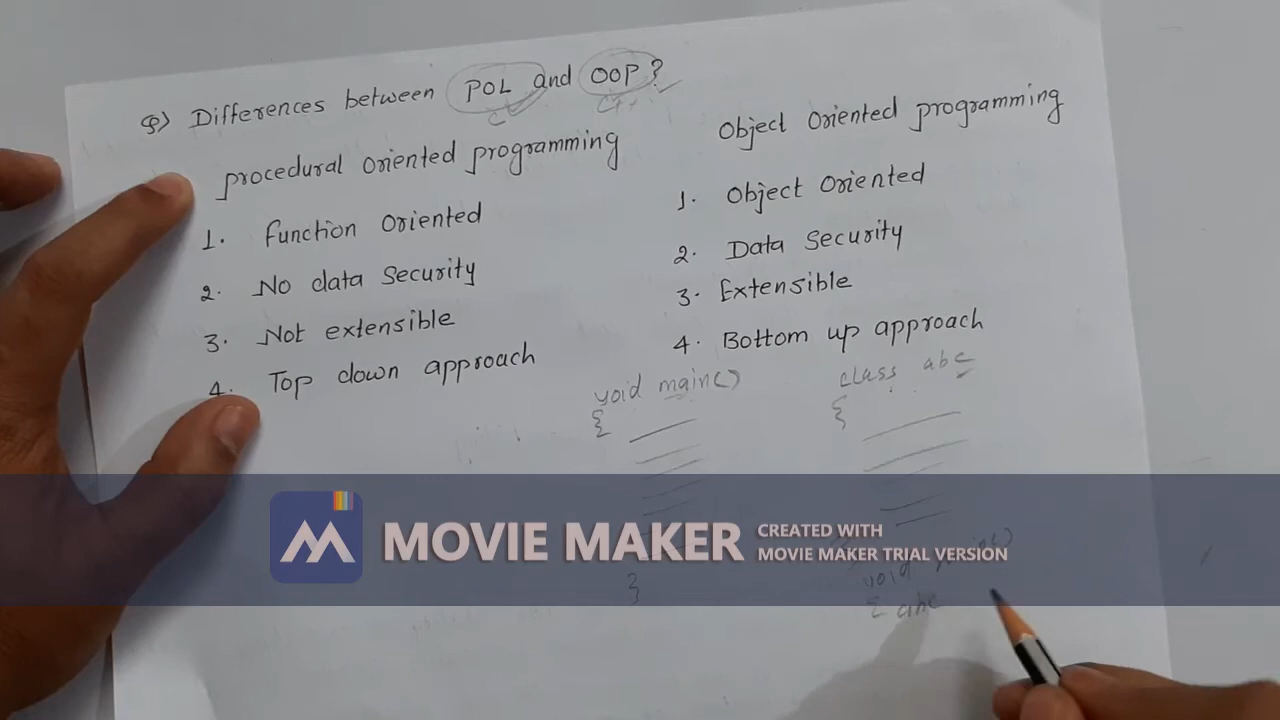 Q) Differences between POL and OOP?
C C++
Procedural Oriented programming
1. Function Oriented
2. No data Security
3. Not extensible
4. Top down approach
Object Oriented programming
1. Object Oriented
2. Data Security
3. Extensible
4. Bottom up approach
void main()
{
}
class abc
{
void
{ abc
MOVIE MAKER
CREATED WITH
MOVIE MAKER TRIAL VERSION